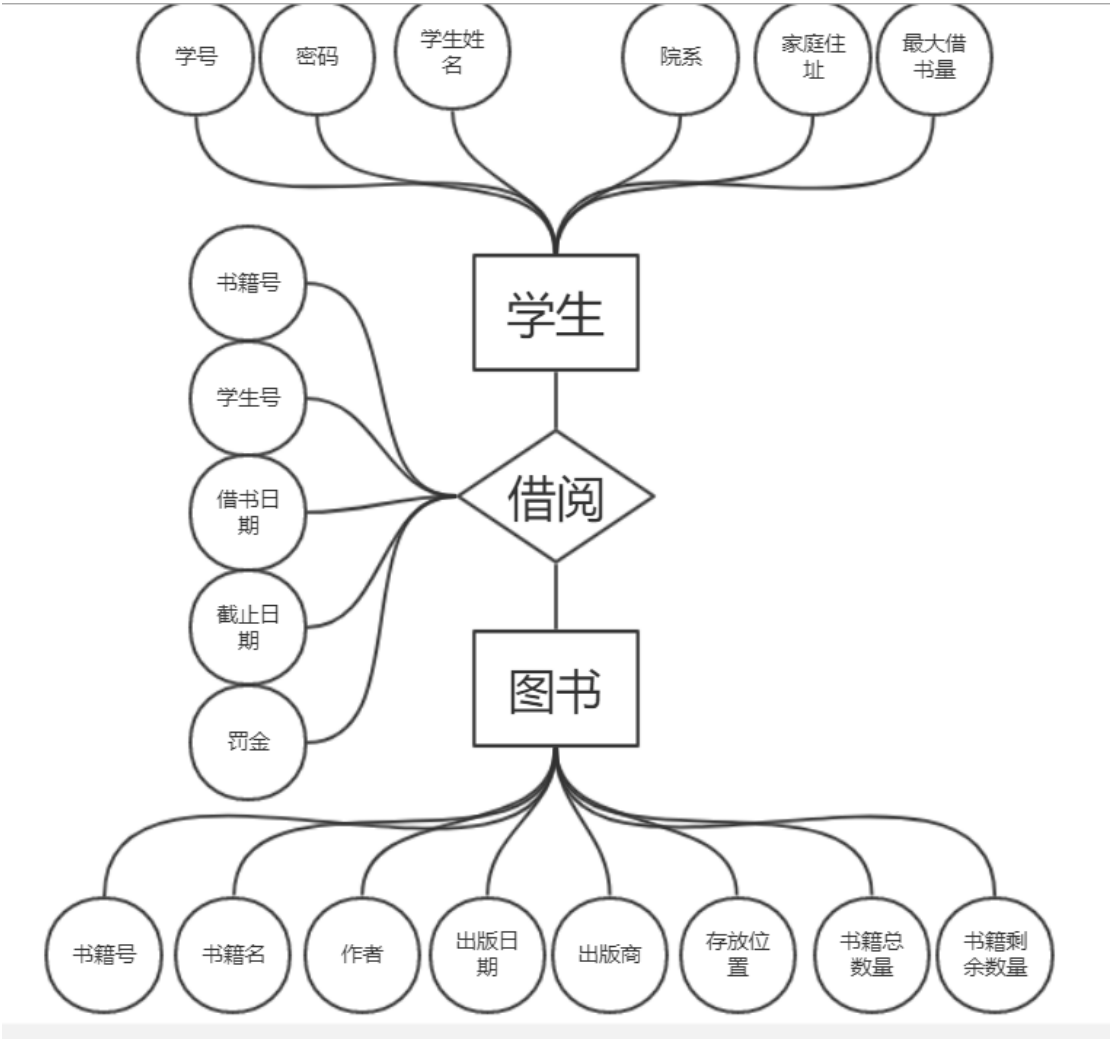 学号
密码
学生姓
名
院系
家庭住
址
最大借
书量
学生
书籍号
学生号
借书日
期
截止日
期
罚金
借阅
图书
书籍号
书籍名
作者
出版日
期
出版商
存放位
置
书籍总
数量
书籍剩
余数量